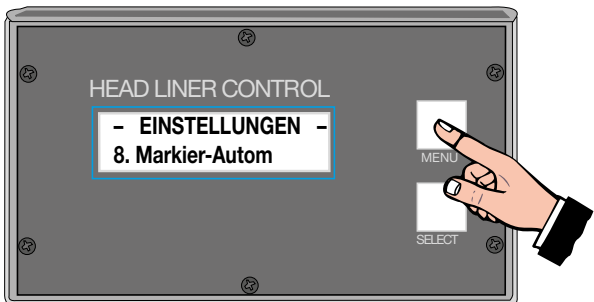 HEAD LINER CONTROL
– EINSTELLUNGEN –
8. Markier-Autom
MENU
SELECT